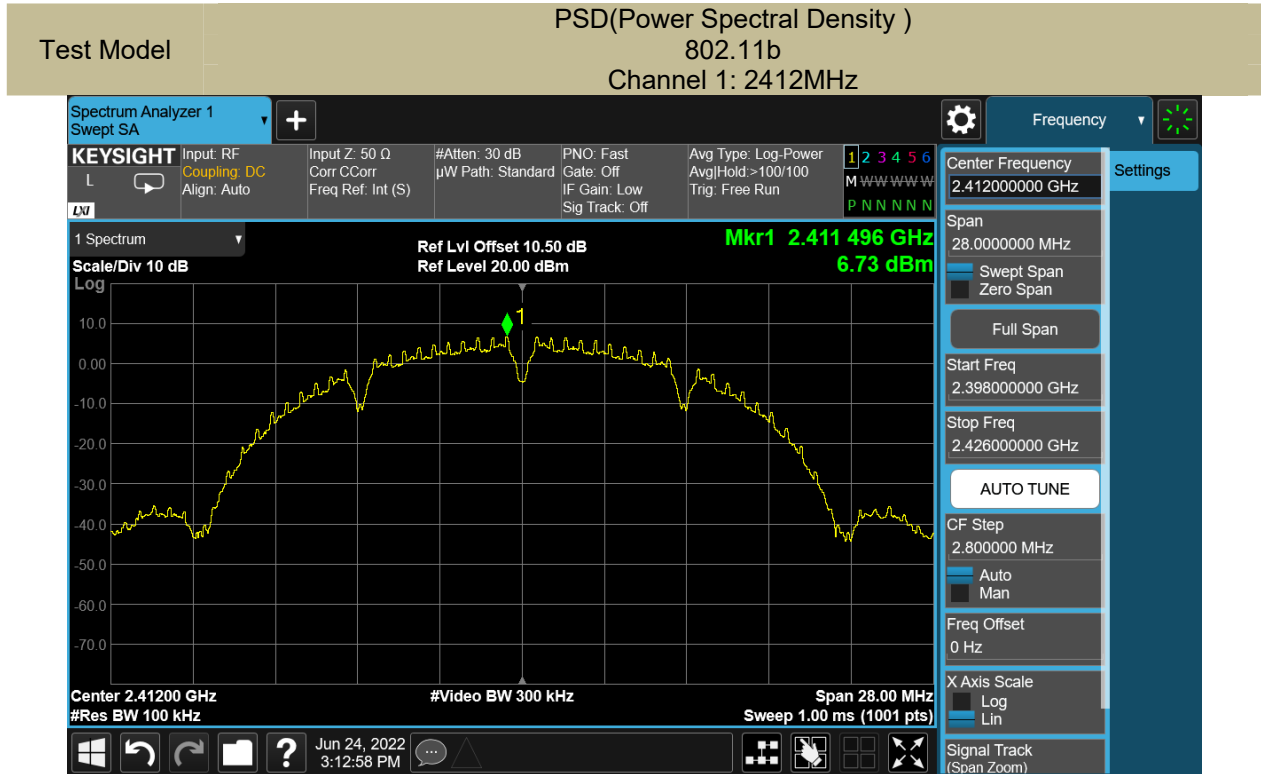 Test Model
PSD(Power Spectral Density )
802.11b
Channel 1: 2412MHz
Spectrum Analyzer 1
Swept SA
Frequency
KEYSIGHT
L
LXI
Input: RF
Coupling: DC
Align: Auto
Input Z: 50 Ω
Corr CCorr
Freq Ref: Int (S)
#Atten: 30 dB
µW Path: Standard
PNO: Fast
Gate: Off
IF Gain: Low
Sig Track: Off
Avg Type: Log-Power
Avg|Hold:>100/100
Trig: Free Run
1 2 3 4 5 6
M W W W W W
P N N N N N
1 Spectrum
Scale/Div 10 dB
Ref Lvl Offset 10.50 dB
Ref Level 20.00 dBm
Mkr1 2.411 496 GHz
6.73 dBm
Log
1
10.0
0.00
-10.0
-20.0
-30.0
-40.0
-50.0
-60.0
-70.0
Center 2.41200 GHz
#Video BW 300 kHz
Span 28.00 MHz
#Res BW 100 kHz
Sweep 1.00 ms (1001 pts)
Center Frequency
2.412000000 GHz
Settings
Span
28.0000000 MHz
Swept Span
Zero Span
Full Span
Start Freq
2.398000000 GHz
Stop Freq
2.426000000 GHz
AUTO TUNE
CF Step
2.800000 MHz
Auto
Man
Freq Offset
0 Hz
X Axis Scale
Log
Lin
Signal Track
(Span Zoom)
?
Jun 24, 2022
3:12:58 PM